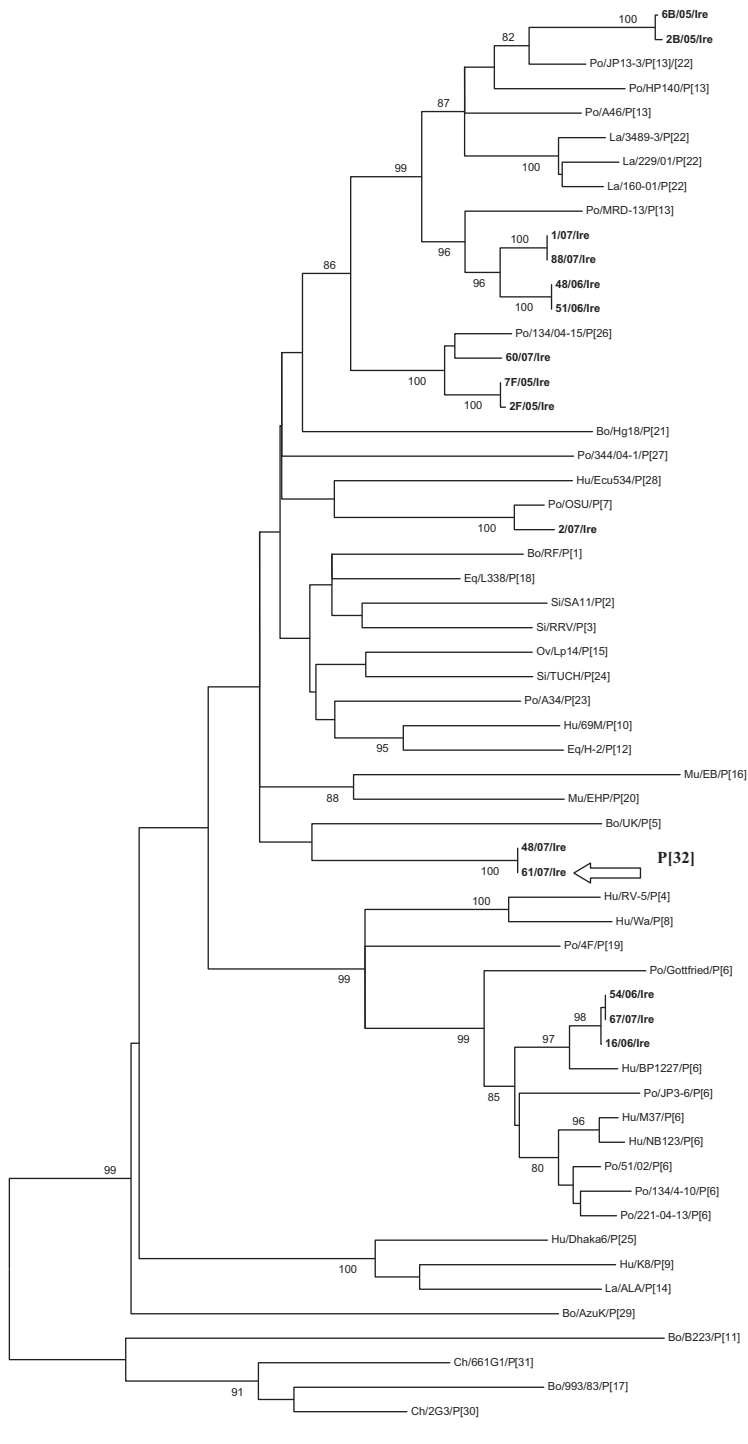 6B/05/Ire
100
2B/05/Ire
82
Po/JP13-3/P[13]/[22]
Po/HP140/P[13]
87
Po/A46/P[13]
La/3489-3/P[22]
La/229/01/P[22]
100
99
La/160-01/P[22]
Po/MRD-13/P[13]
1/07/Ire
100
96
88/07/Ire
86
96
48/06/Ire
100
51/06/Ire
Po/134/04-15/P[26]
60/07/Ire
100
7F/05/Ire
100
2F/05/Ire
Bo/Hg18/P[21]
Po/344/04-1/P[27]
Hu/Ecu534/P[28]
Po/OSU/P[7]
100
2/07/Ire
Bo/RF/P[1]
Eq/L338/P[18]
Si/SA11/P[2]
Si/RRV/P[3]
Ov/Lp14/P[15]
Si/TUCH/P[24]
Po/A34/P[23]
Hu/69M/P[10]
95
Eq/H-2/P[12]
Mu/EB/P[16]
88
Mu/EHP/P[20]
Bo/UK/P[5]
48/07/Ire
P[32]
100
61/07/Ire
Hu/RV-5/P[4]
100
Hu/Wa/P[8]
Po/4F/P[19]
99
Po/Gottfried/P[6]
54/06/Ire
98
67/07/Ire
99
97
16/06/Ire
Hu/BP1227/P[6]
85
Po/JP3-6/P[6]
Hu/M37/P[6]
96
Hu/NB123/P[6]
80
Po/51/02/P[6]
99
Po/134/4-10/P[6]
Po/221-04-13/P[6]
Hu/Dhaka6/P[25]
100
Hu/K8/P[9]
La/ALA/P[14]
Bo/AzuK/P[29]
Bo/B223/P[11]
Ch/661G1/P[31]
91
Bo/993/83/P[17]
Ch/2G3/P[30]